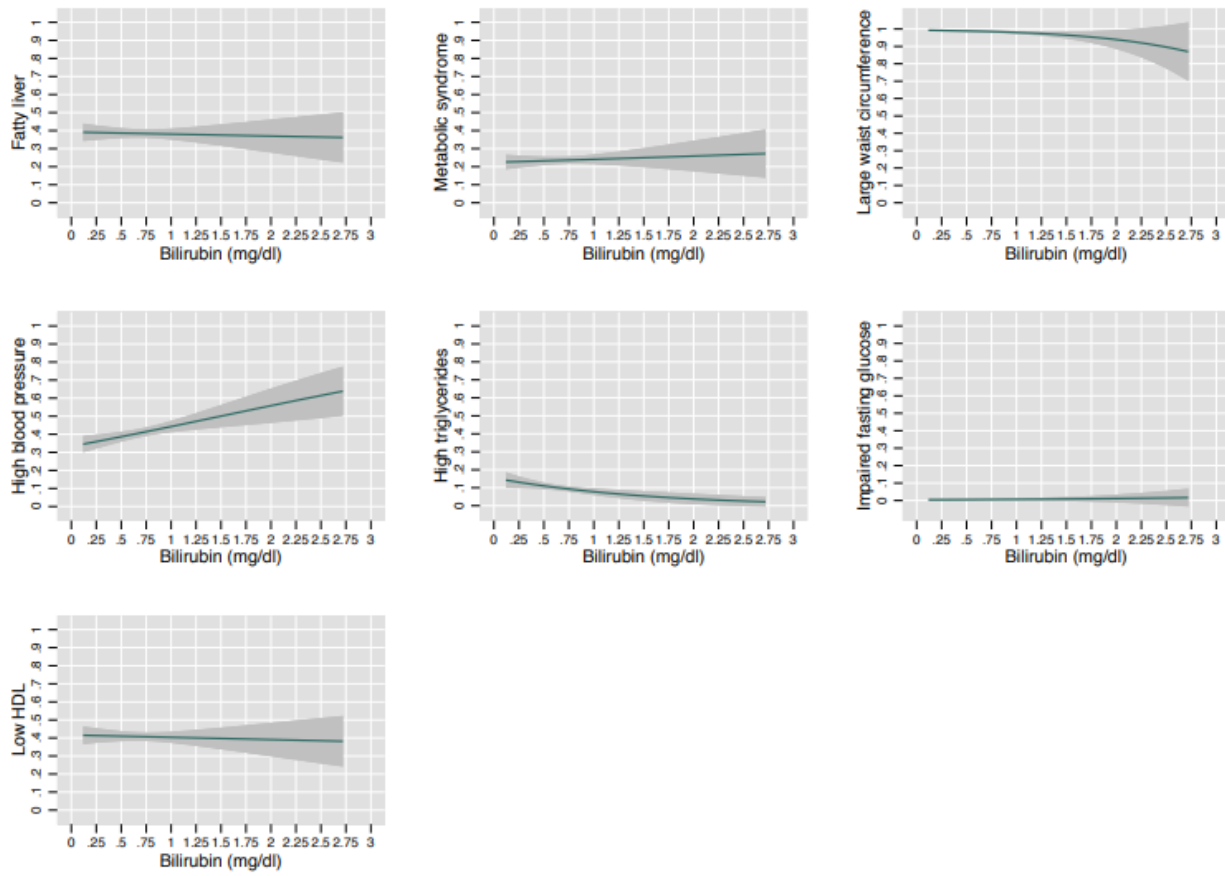 Fatty liver
0 .1 .2 .3 .4 .5 .6 .7 .8 .9 1
0 .25 .5 .75 1 1.25 1.5 1.75 2 2.25 2.5 2.75 3
Bilirubin (mg/dl)
Metabolic syndrome
0 .1 .2 .3 .4 .5 .6 .7 .8 .9 1
0 .25 .5 .75 1 1.25 1.5 1.75 2 2.25 2.5 2.75 3
Bilirubin (mg/dl)
Large waist circumference
0 .1 .2 .3 .4 .5 .6 .7 .8 .9 1
0 .25 .5 .75 1 1.25 1.5 1.75 2 2.25 2.5 2.75 3
Bilirubin (mg/dl)
High blood pressure
0 .1 .2 .3 .4 .5 .6 .7 .8 .9 1
0 .25 .5 .75 1 1.25 1.5 1.75 2 2.25 2.5 2.75 3
Bilirubin (mg/dl)
High triglycerides
0 .1 .2 .3 .4 .5 .6 .7 .8 .9 1
0 .25 .5 .75 1 1.25 1.5 1.75 2 2.25 2.5 2.75 3
Bilirubin (mg/dl)
Impaired fasting glucose
0 .1 .2 .3 .4 .5 .6 .7 .8 .9 1
0 .25 .5 .75 1 1.25 1.5 1.75 2 2.25 2.5 2.75 3
Bilirubin (mg/dl)
Low HDL
0 .1 .2 .3 .4 .5 .6 .7 .8 .9 1
0 .25 .5 .75 1 1.25 1.5 1.75 2 2.25 2.5 2.75 3
Bilirubin (mg/dl)